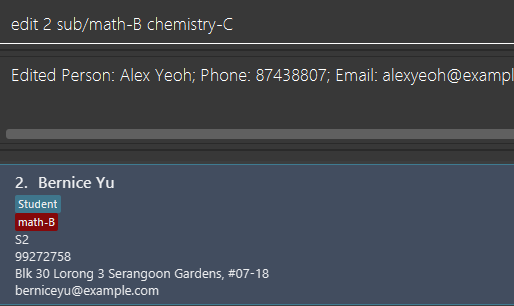 edit 2 sub/math-B chemistry-C
Edited Person: Alex Yeoh; Phone: 87438807; Email: alexyeoh@exampl
2. Bernice Yu
Student
math-B
S2
99272758
Blk 30 Lorong 3 Serangoon Gardens, #07-18
berniceyu@example.com